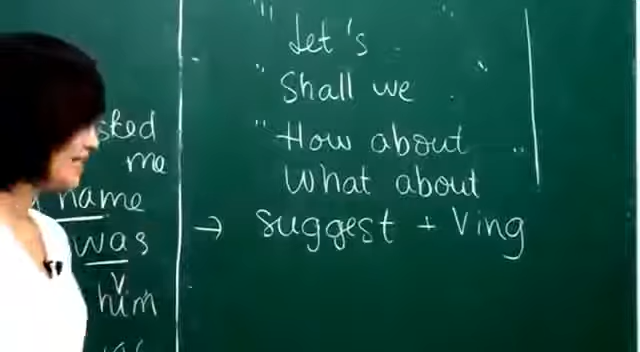 sted
me
name
was
him
" Let's "
" Shall we "
" How about ..
What about
→ suggest + Ving